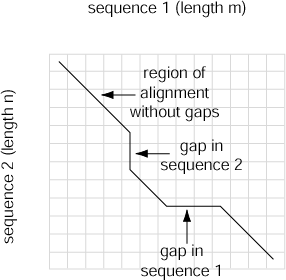 sequence 1 (length m)
sequence 2 (length n)
region of
alignment
without gaps
gap in
sequence 2
gap in
sequence 1